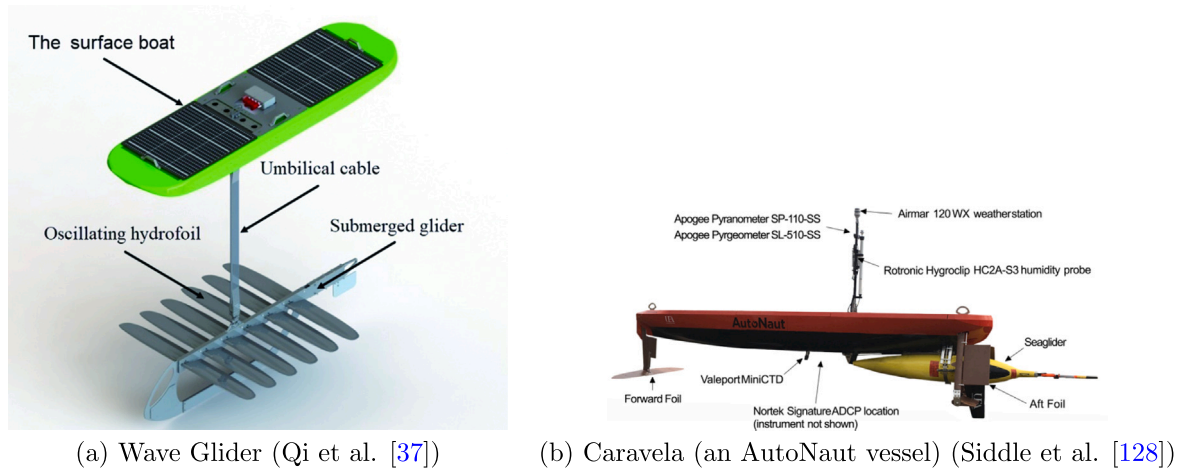 The surface boat
Umbilical cable
Oscillating hydrofoil
Submerged glider
(a) Wave Glider (Qi et al. [37])
Apogee Pyranometer SP-110-SS
Apogee Pyrgeometer SL-510-SS
Airmar 120 WX weatherstation
Rotronic Hygroclip HC2A-S3 humidity probe
AutoNaut
Seaglider
Valeport MiniCTD
Forward Foil
Aft Foil
Nortek Signature ADCP location
(instrument not shown)
(b) Caravela (an AutoNaut vessel) (Siddle et al. [128])